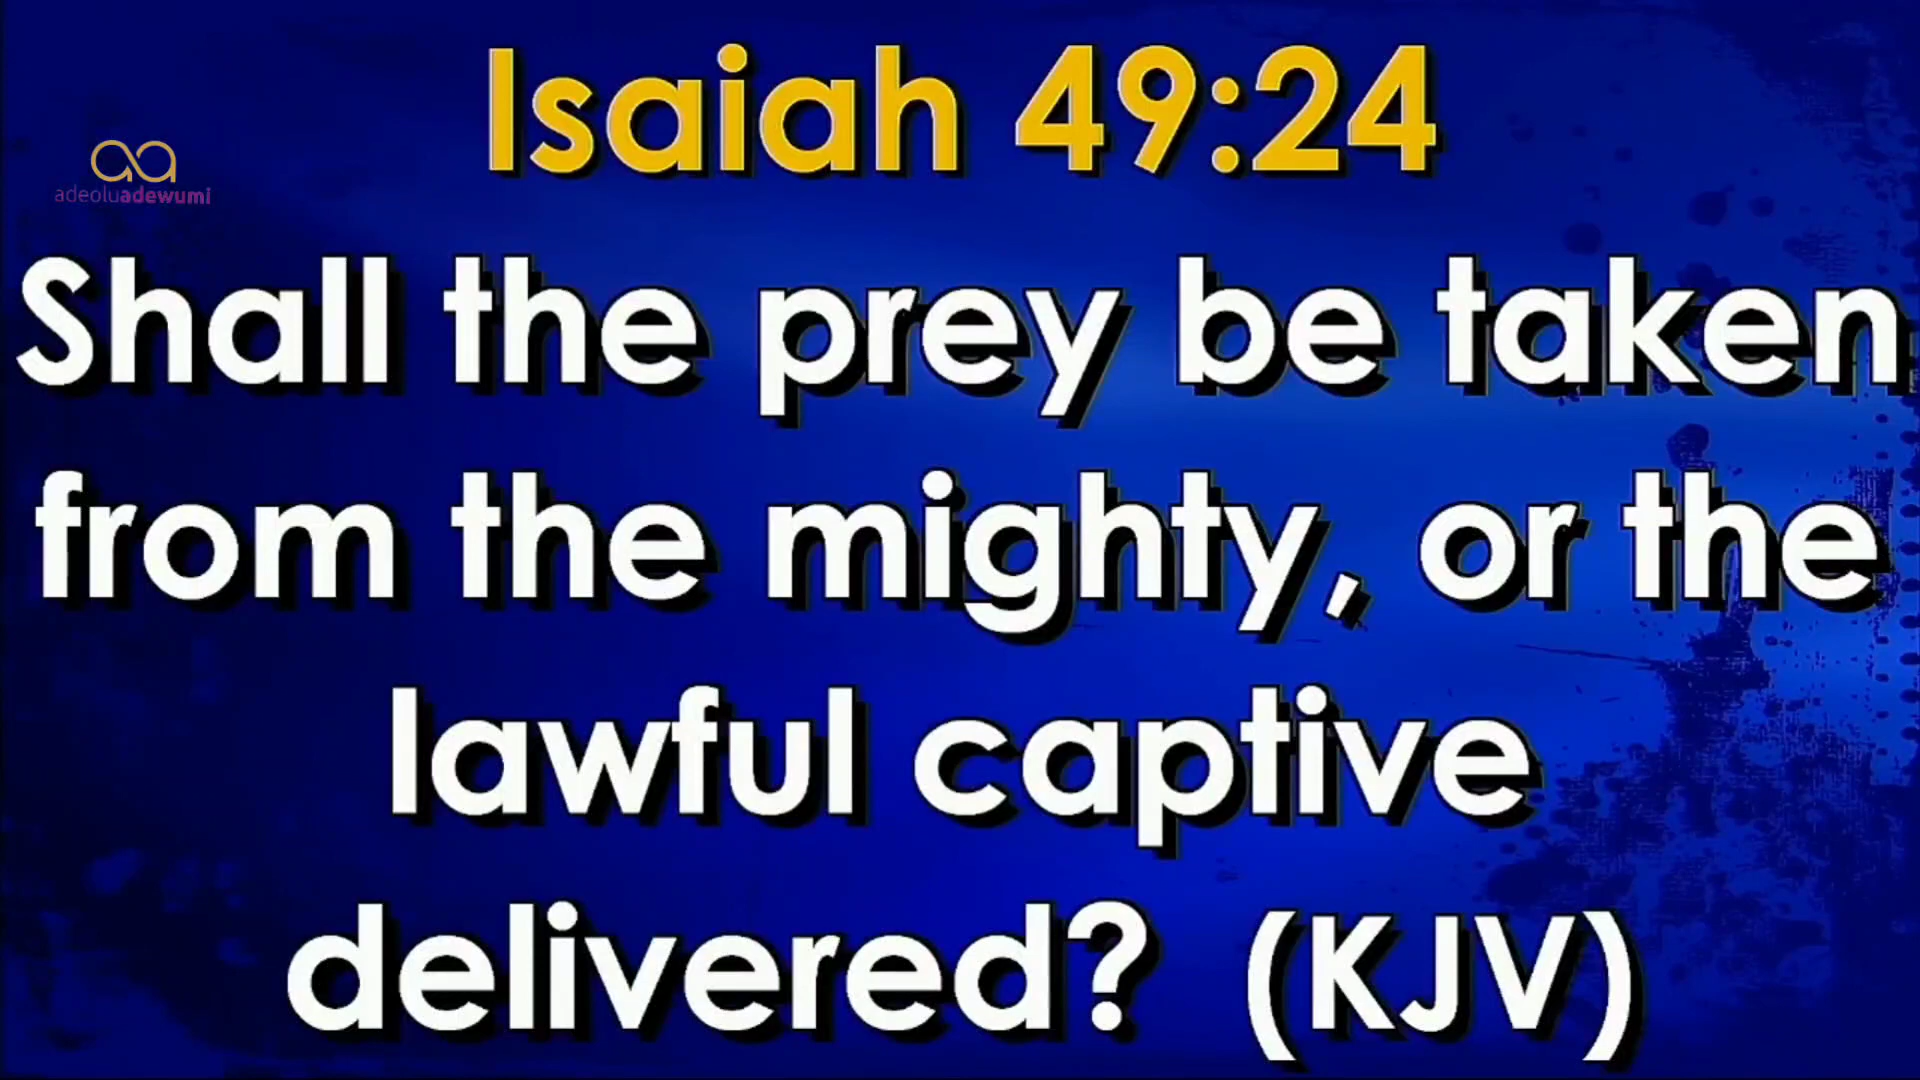 Isaiah 49:24
adeoluadewumi
Shall the prey be taken
from the mighty, or the
lawful captive
delivered? (KJV)